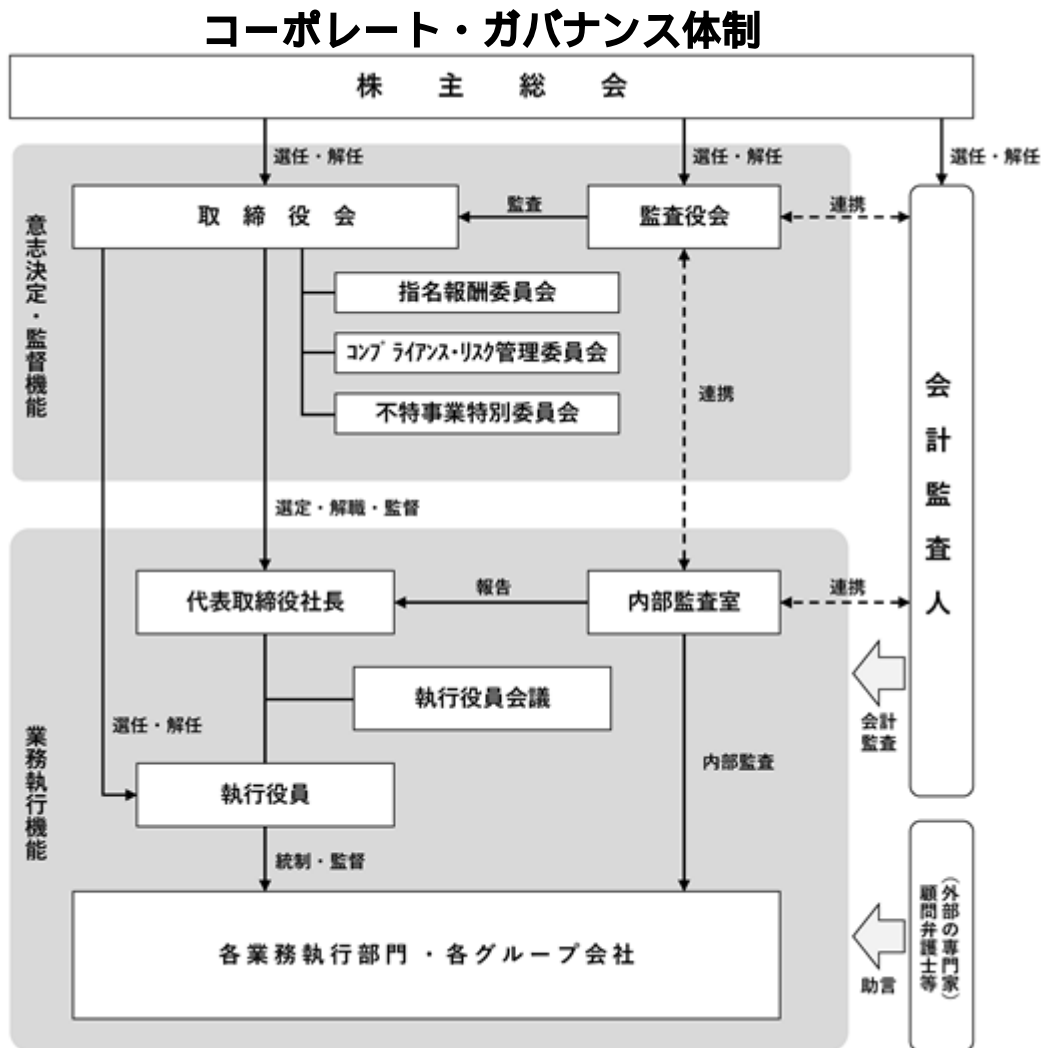 コーポレート・ガバナンス体制
株主総会
選任・解任
選任・解任
選任・解任
意志決定・監督機能
取締役会
監査
監査役会
連携
指名報酬委員会
ｺﾝﾌﾟﾗｲｱﾝｽ・ﾘｽｸ管理委員会
不特事業特別委員会
連携
会計監査人
選定・解職・監督
業務執行機能
代表取締役社長
報告
内部監査室
連携
執行役員会議
選任・解任
会計
監査
内部監査
執行役員
統制・監督
各業務執行部門・各グループ会社
助言
（外部の専門家）
顧問弁護士等